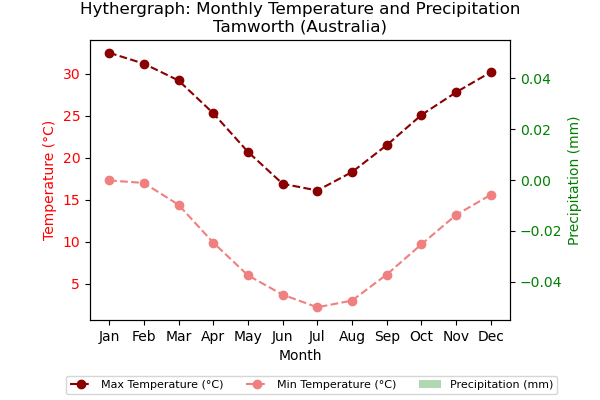 Hythergraph: Monthly Temperature and Precipitation
Tamworth (Australia)
Temperature (°C)
30
25
20
15
10
5
0.04
0.02
0.00
−0.02
−0.04
Precipitation (mm)
Jan Feb Mar Apr May Jun Jul Aug Sep Oct Nov Dec
Month
Max Temperature (°C) Min Temperature (°C) Precipitation (mm)